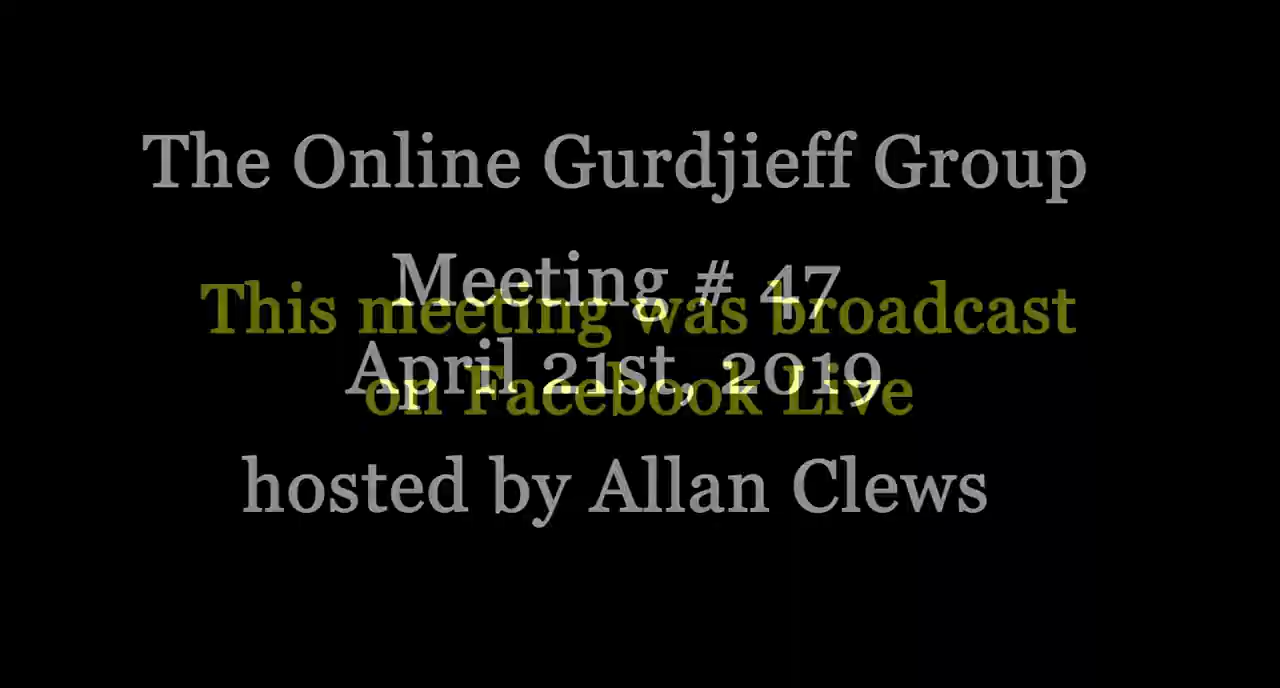 The Online Gurdjieff Group
Meeting # 47
This meeting was broadcast
April 21st, 2019
on Facebook Live
hosted by Allan Clews